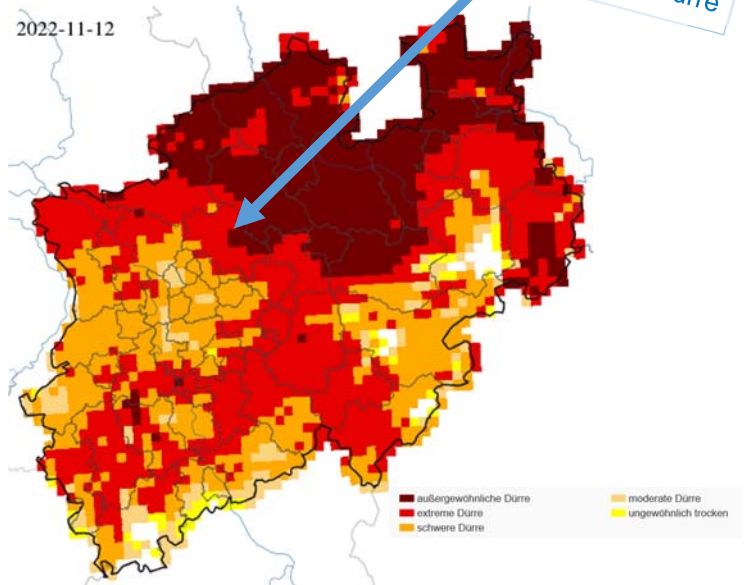 2022-11-12
außergewöhnliche Dürre
extreme Dürre
schwere Dürre
moderate Dürre
ungewöhnlich trocken